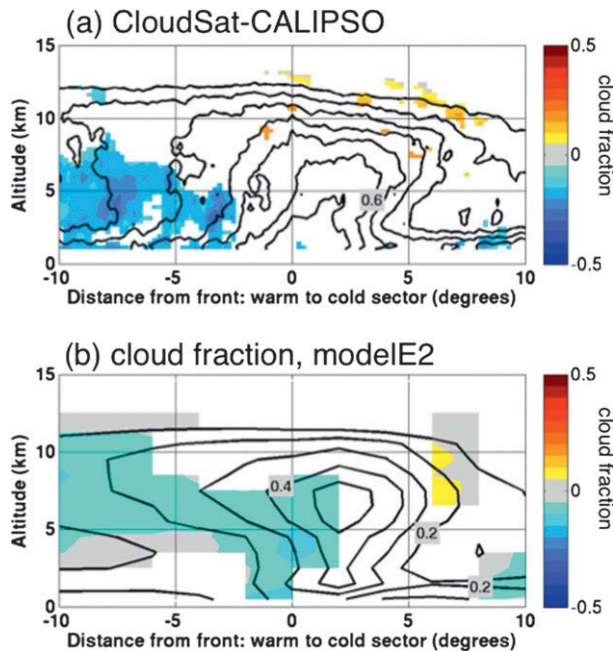 (a) CloudSat-CALIPSO
15
10
5
0
Altitude (km)
0.6
-10 -5 0 5 10
Distance from front: warm to cold sector (degrees)
0.5
0
-0.5
cloud fraction
(b) cloud fraction, modelE2
15
10
5
0
Altitude (km)
0.4
0.2
0.2
-10 -5 0 5 10
Distance from front: warm to cold sector (degrees)
0.5
0
-0.5
cloud fraction